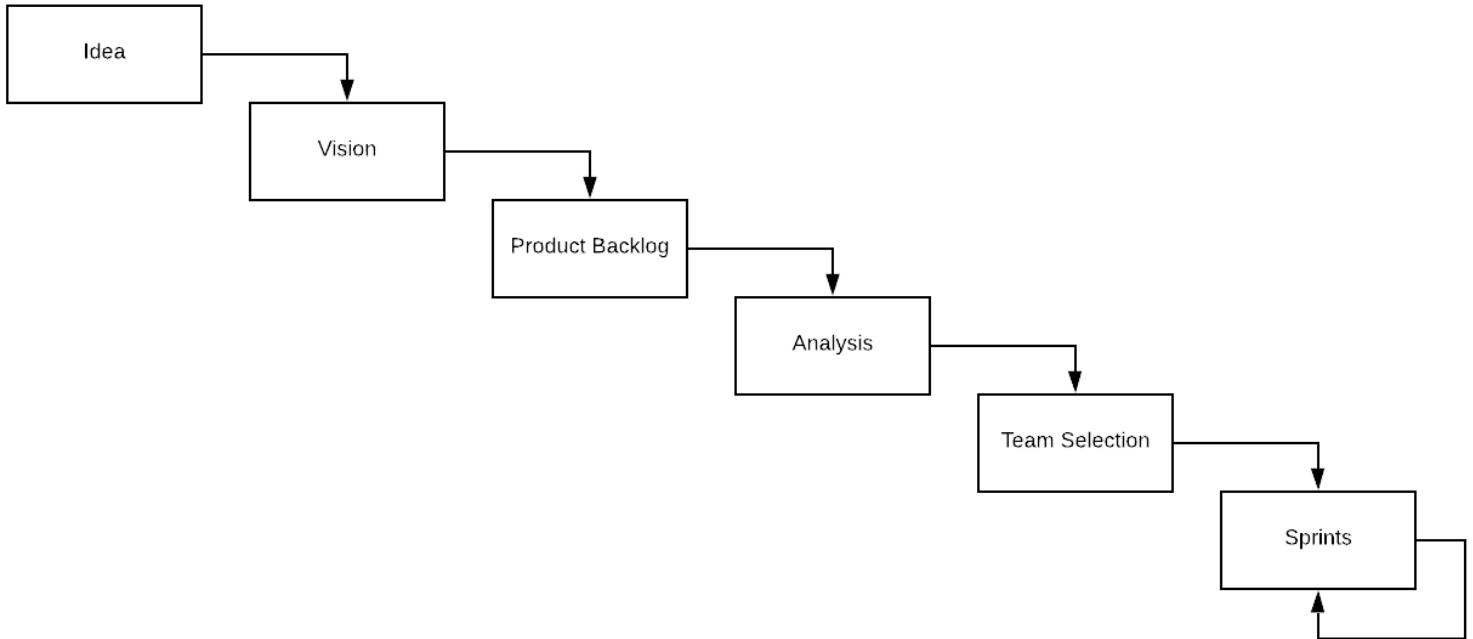 Idea
Vision
Product Backlog
Analysis
Team Selection
Sprints